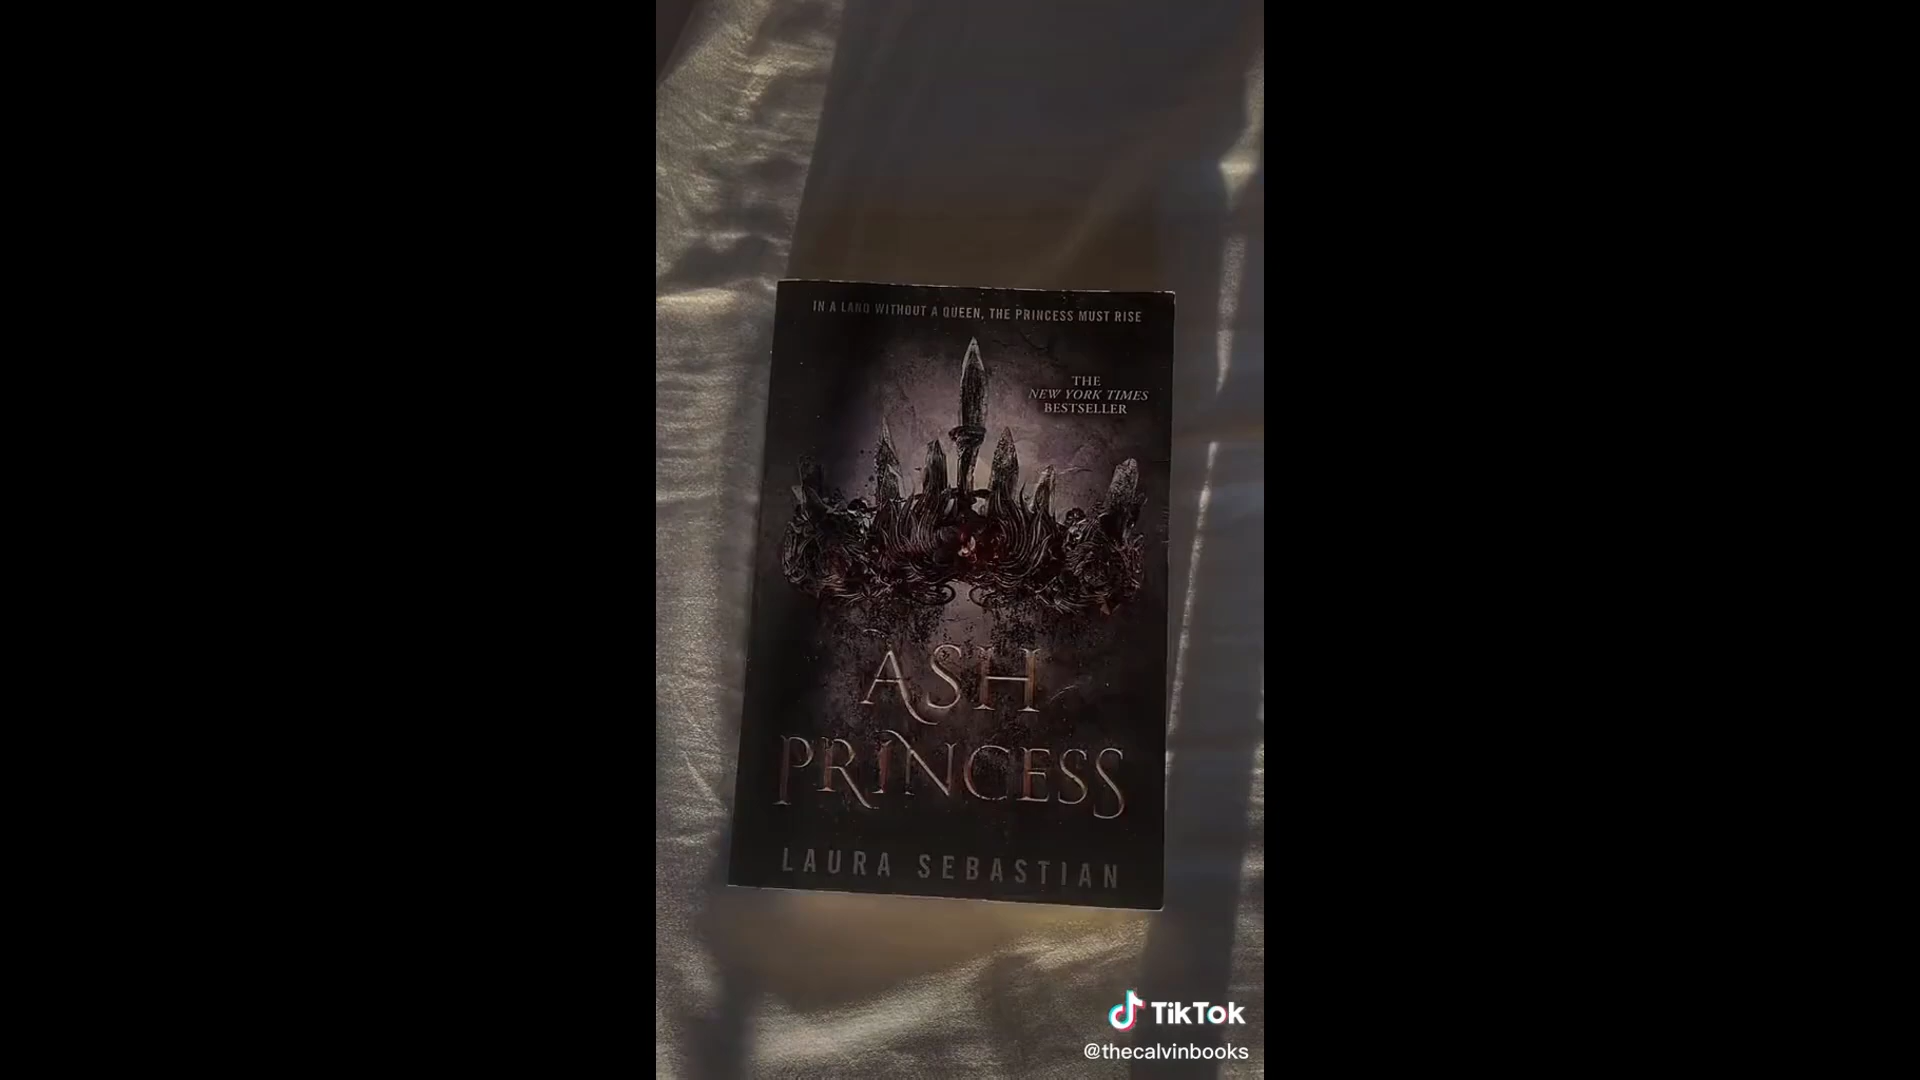 IN A LAND WITHOUT A QUEEN, THE PRINCESS MUST RISE
THE
NEW YORK TIMES
BESTSELLER
ASH
PRINCESS
LAURA SEBASTIAN
TikTok
@thecalvinbooks